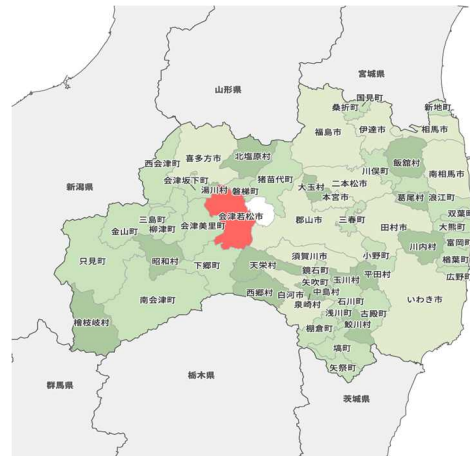 宮城県
山形県
国見町
桑折町
新地町
福島市
伊達市
相馬市
北塩原村
喜多方市
西会津町
飯舘村
川俣町
猪苗代町
会津坂下町
大玉村
二本松市
南相馬市
新潟県
湯川村
磐梯町
本宮市
葛尾村
浪江町
三島町
会津若松市
双葉町
柳津町
会津美里町
郡山市
三春町
田村市
大熊町
金山町
富岡町
川内村
昭和村
小野町
須賀川市
楢葉町
只見町
下郷町
天栄村
鏡石町
平田村
広野町
矢吹町
玉川村
西郷村
白河市
中島村
南会津町
石川町
いわき市
泉崎村
浅川町
古殿町
檜枝岐村
棚倉町
鮫川村
塙町
矢祭町
栃木県
群馬県
茨城県